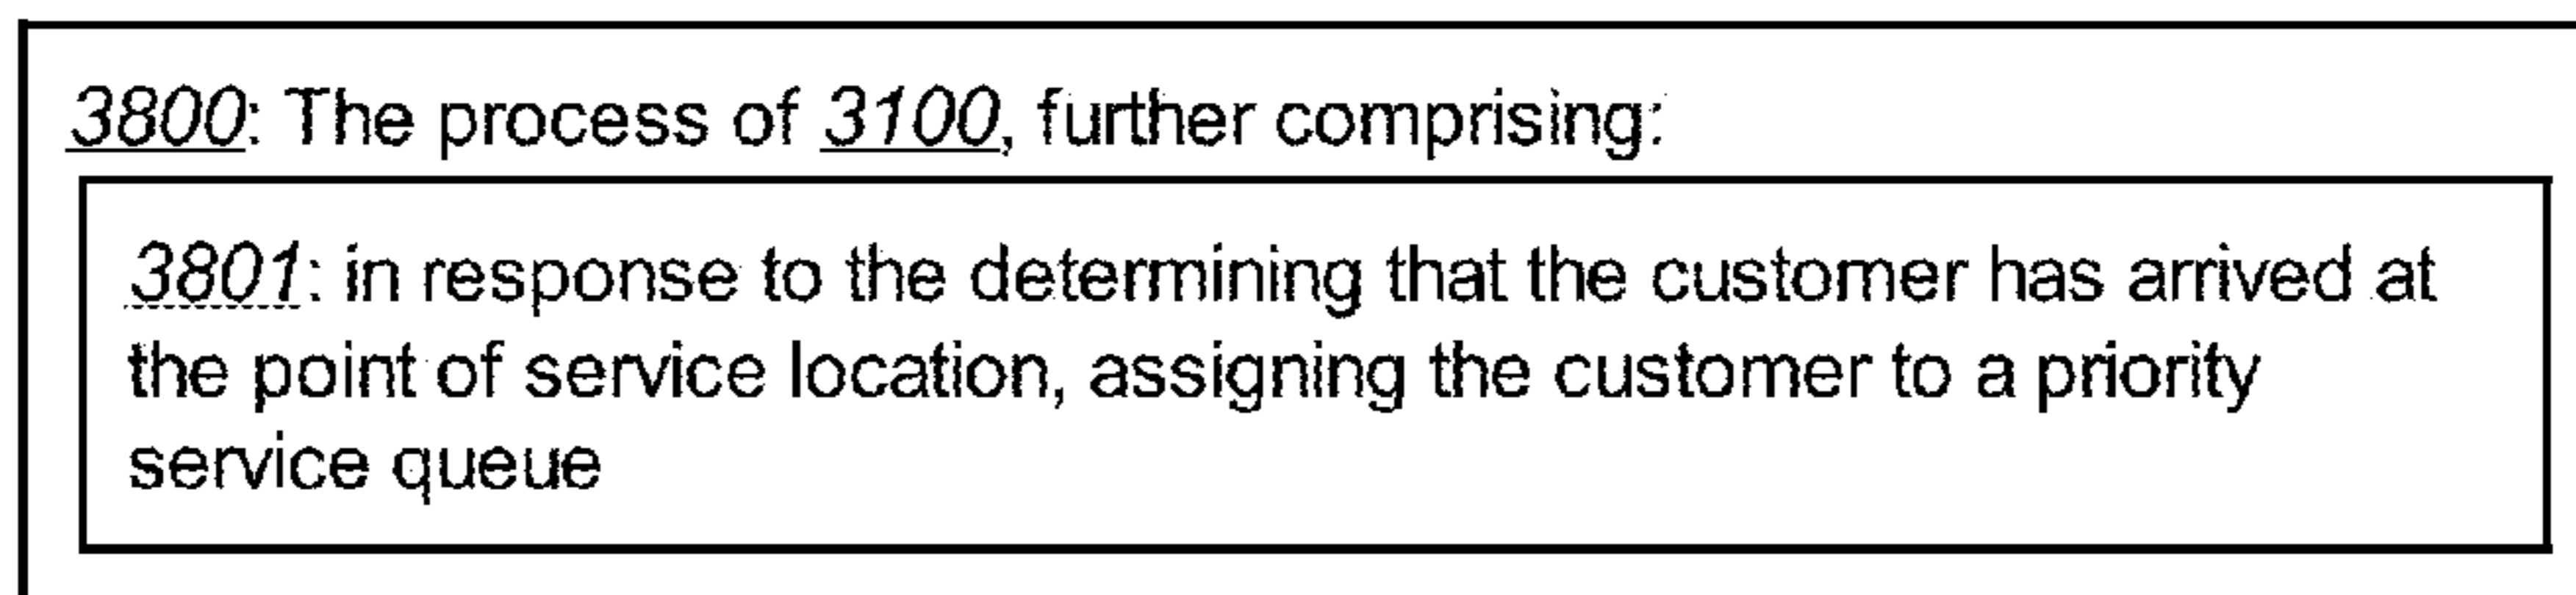 3800: The process of 3100, further comprising:
3801: in response to the determining that the customer has arrived at
the point of service location, assigning the customer to a priority
service queue